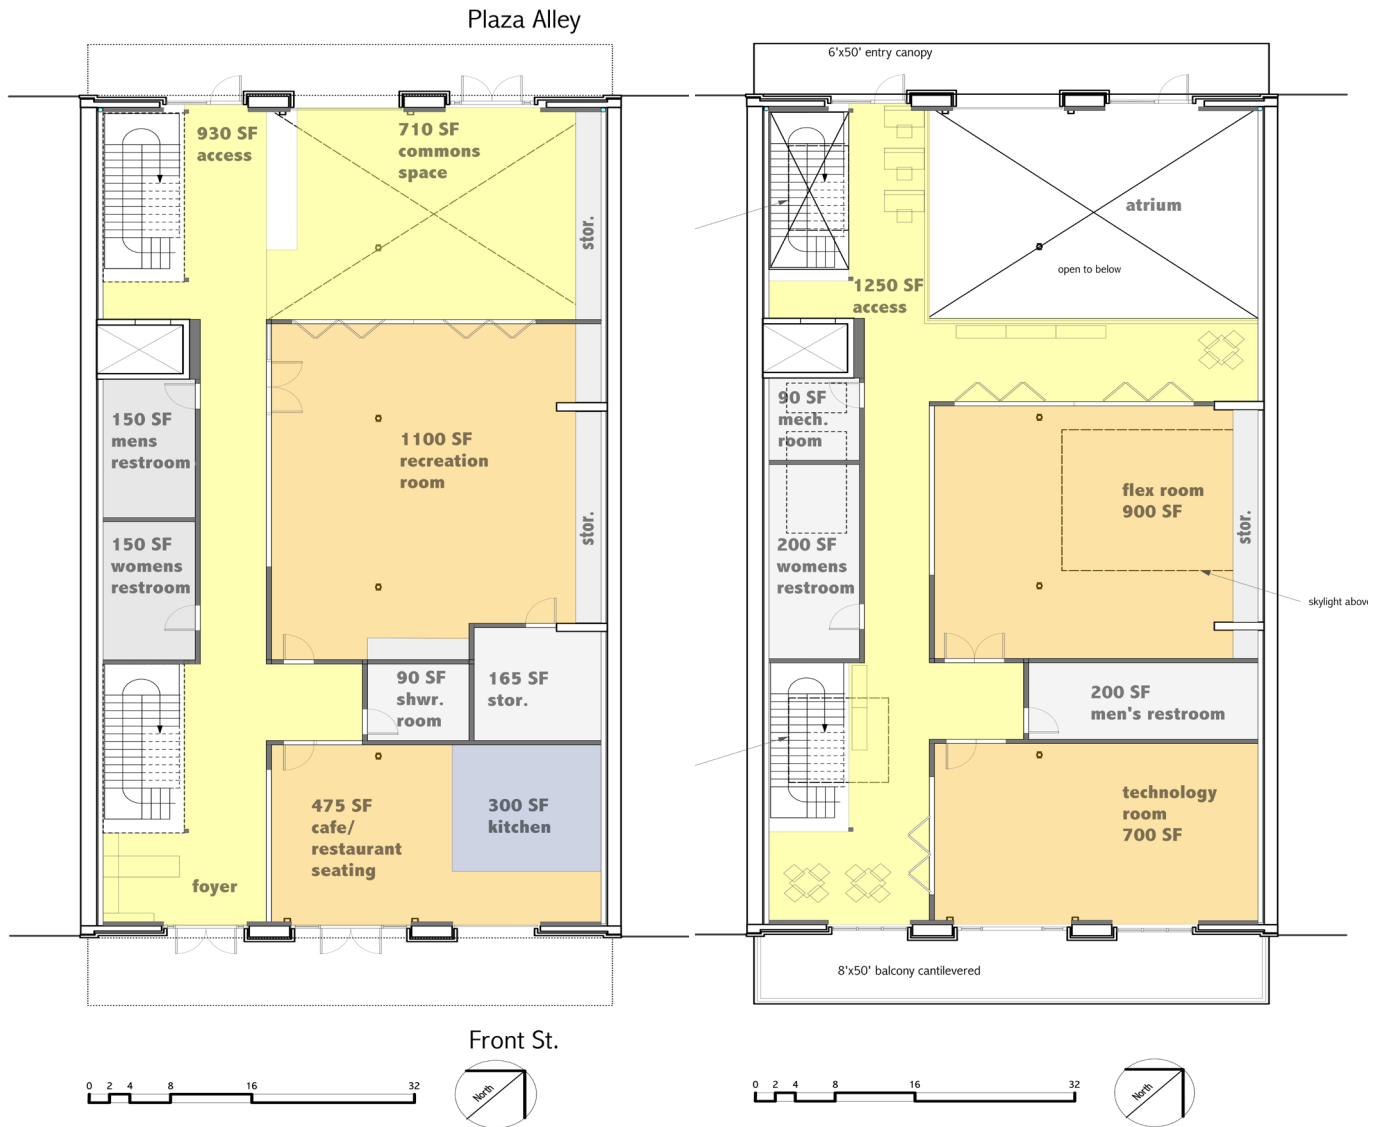 Plaza Alley
930 SF
access
710 SF
commons
space
stor.
150 SF
mens
restroom
1100 SF
recreation
room
stor.
150 SF
womens
restroom
90 SF
shwr.
room
165 SF
stor.
475 SF
cafe/
restaurant
seating
300 SF
kitchen
foyer
Front St.
0 2 4 8 16 32
North
6'x50' entry canopy
atrium
open to below
1250 SF
access
90 SF
mech.
room
flex room
900 SF
stor.
200 SF
womens
restroom
skylight above
200 SF
men's restroom
technology
room
700 SF
8'x50' balcony cantilevered
0 2 4 8 16 32
North